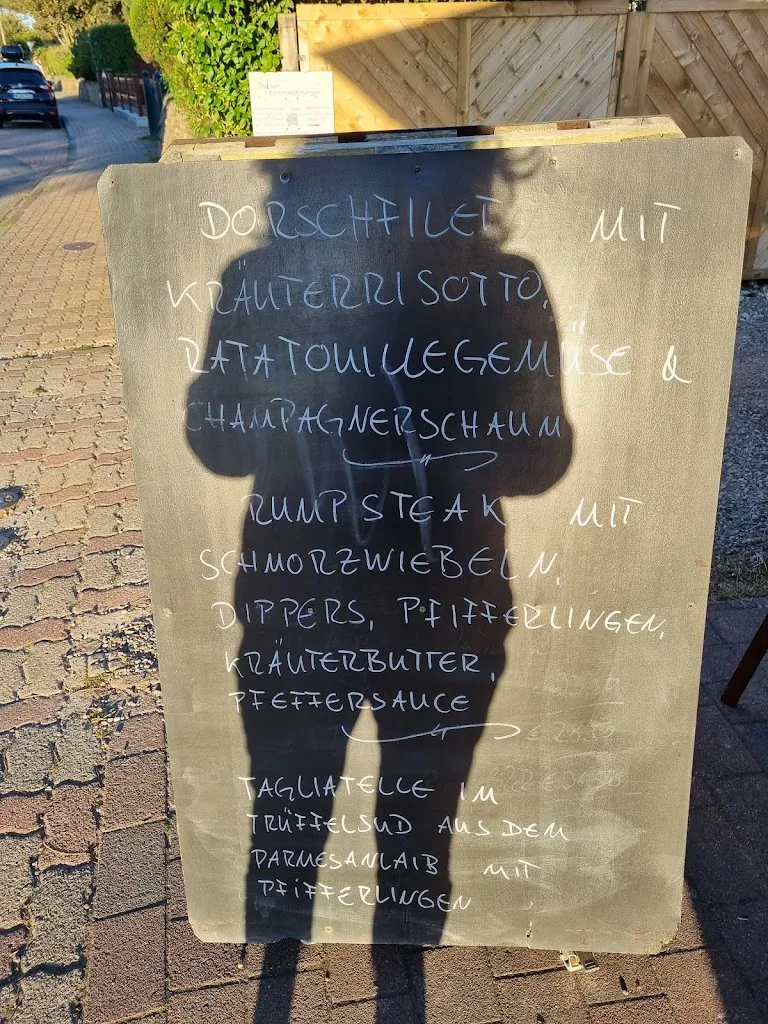 DORSCHFILET MIT
KRÄUTERRISOTTO,
RATATOUILLEGEMÜSE &
CHAMPAGNERSCHAUM
RUMPSTEAK MIT
SCHMORZWIEBELN,
DIPPERS, PFIFFERLINGEN,
KRÄUTERBUTTER,
PFEFFERSAUCE
TAGLIATELLE IM
TRÜFFELSUD AUS DEM
PARMESANLAIB MIT
PFIFFERLINGEN